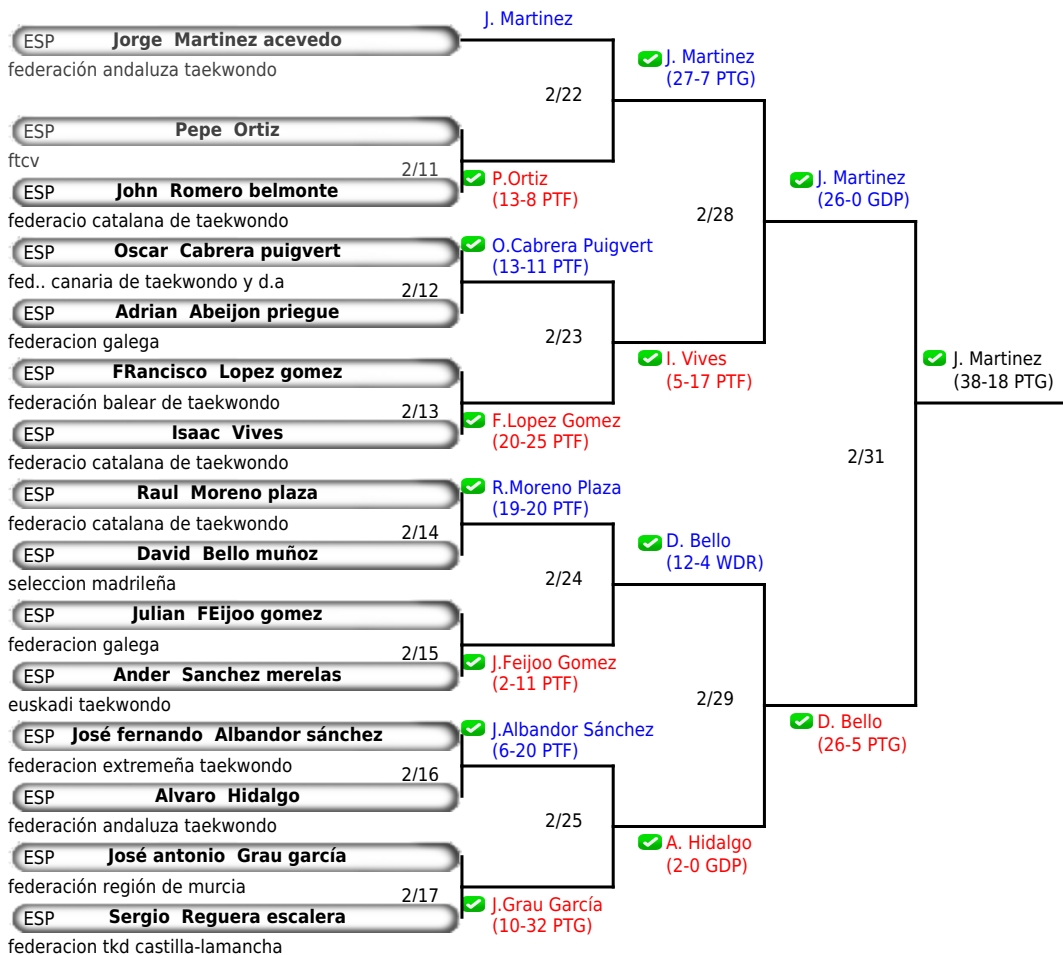 J. Martinez
ESP Jorge Martinez acevedo
federación andaluza taekwondo
J. Martinez
(27-7 PTG)
2/22
ESP Pepe Ortiz
ftcv
2/11
P.Ortiz
(13-8 PTF)
ESP John Romero belmonte
federacio catalana de taekwondo
J. Martinez
(26-0 GDP)
2/28
ESP Oscar Cabrera puigvert
O.Cabrera Puigvert
(13-11 PTF)
fed.. canaria de taekwondo y d.a
2/12
ESP Adrian Abeijon priegue
federacion galega
2/23
I. Vives
(5-17 PTF)
J. Martinez
(38-18 PTG)
ESP FRancisco Lopez gomez
federación balear de taekwondo
2/13
F.Lopez Gomez
(20-25 PTF)
ESP Isaac Vives
federacio catalana de taekwondo
2/31
ESP Raul Moreno plaza
R.Moreno Plaza
(19-20 PTF)
federacio catalana de taekwondo
2/14
ESP David Bello muñoz
seleccion madrileña
D. Bello
(12-4 WDR)
2/24
ESP Julian FEijoo gomez
federacion galega
2/15
J.Feijoo Gomez
(2-11 PTF)
ESP Ander Sanchez merelas
euskadi taekwondo
2/29
D. Bello
(26-5 PTG)
ESP José fernando Albandor sánchez
J.Albandor Sánchez
(6-20 PTF)
federacion extremeña taekwondo
2/16
ESP Alvaro Hidalgo
federación andaluza taekwondo
2/25
A. Hidalgo
(2-0 GDP)
ESP José antonio Grau garcía
federación región de murcia
2/17
J.Grau García
(10-32 PTG)
ESP Sergio Reguera escalera
federacion tkd castilla-lamancha